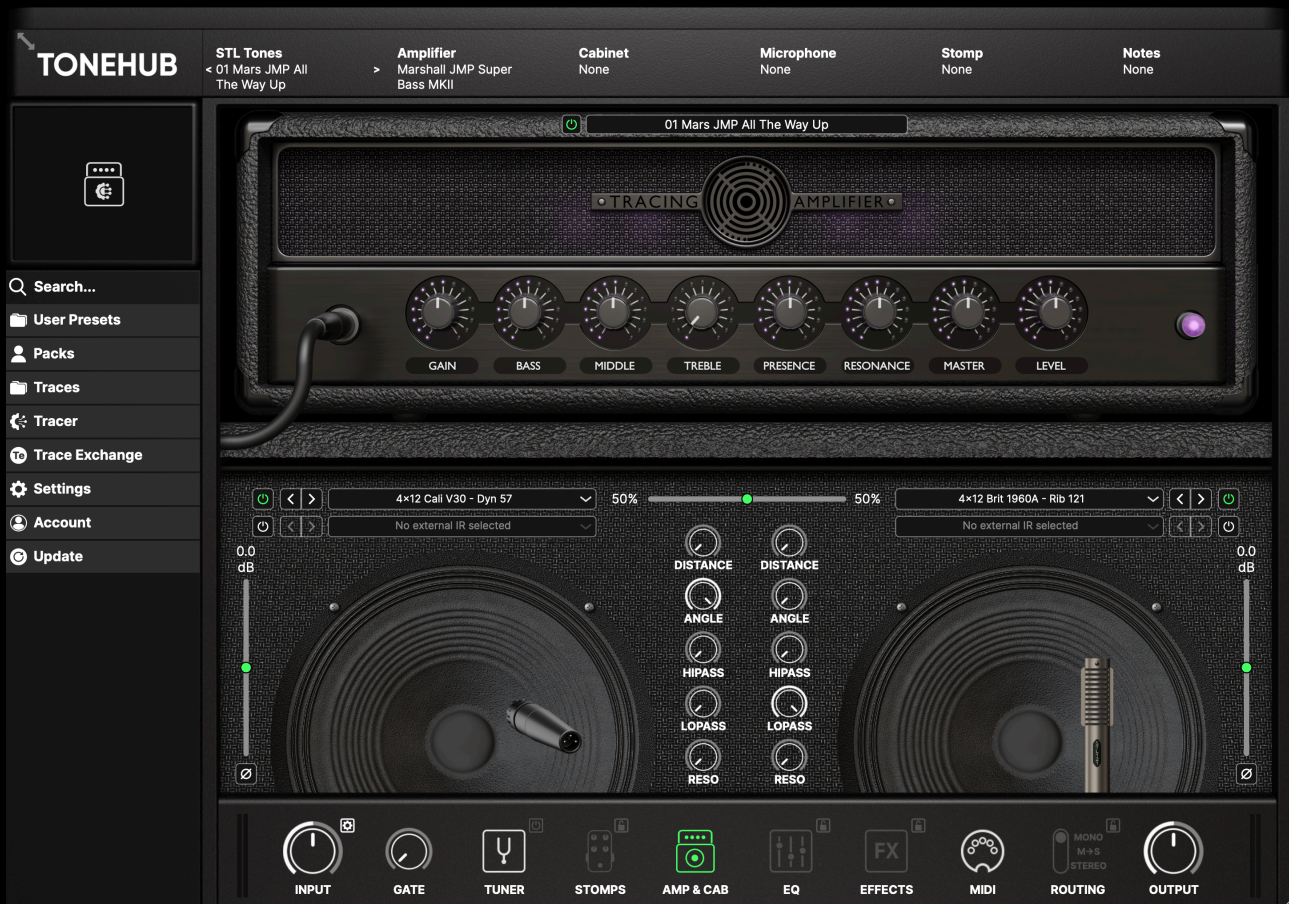 TONEHUB
STL Tones
< 01 Mars JMP All >
The Way Up
Amplifier
Marshall JMP Super
Bass MKII
Cabinet
None
Microphone
None
Stomp
None
Notes
None
01 Mars JMP All The Way Up
TRACING AMPLIFIER
GAIN BASS MIDDLE TREBLE PRESENCE RESONANCE MASTER LEVEL
Search...
User Presets
Packs
Traces
Tracer
Te Trace Exchange
Settings
Account
Update
4×12 Cali V30 - Dyn 57
50% 50%
4×12 Brit 1960A - Rib 121
No external IR selected
No external IR selected
0.0
dB
0.0
dB
DISTANCE DISTANCE
ANGLE ANGLE
HIPASS HIPASS
LOPASS LOPASS
RESO RESO
Ø Ø
FX
MONO
M→S
STEREO
INPUT GATE TUNER STOMPS AMP & CAB EQ EFFECTS MIDI ROUTING OUTPUT